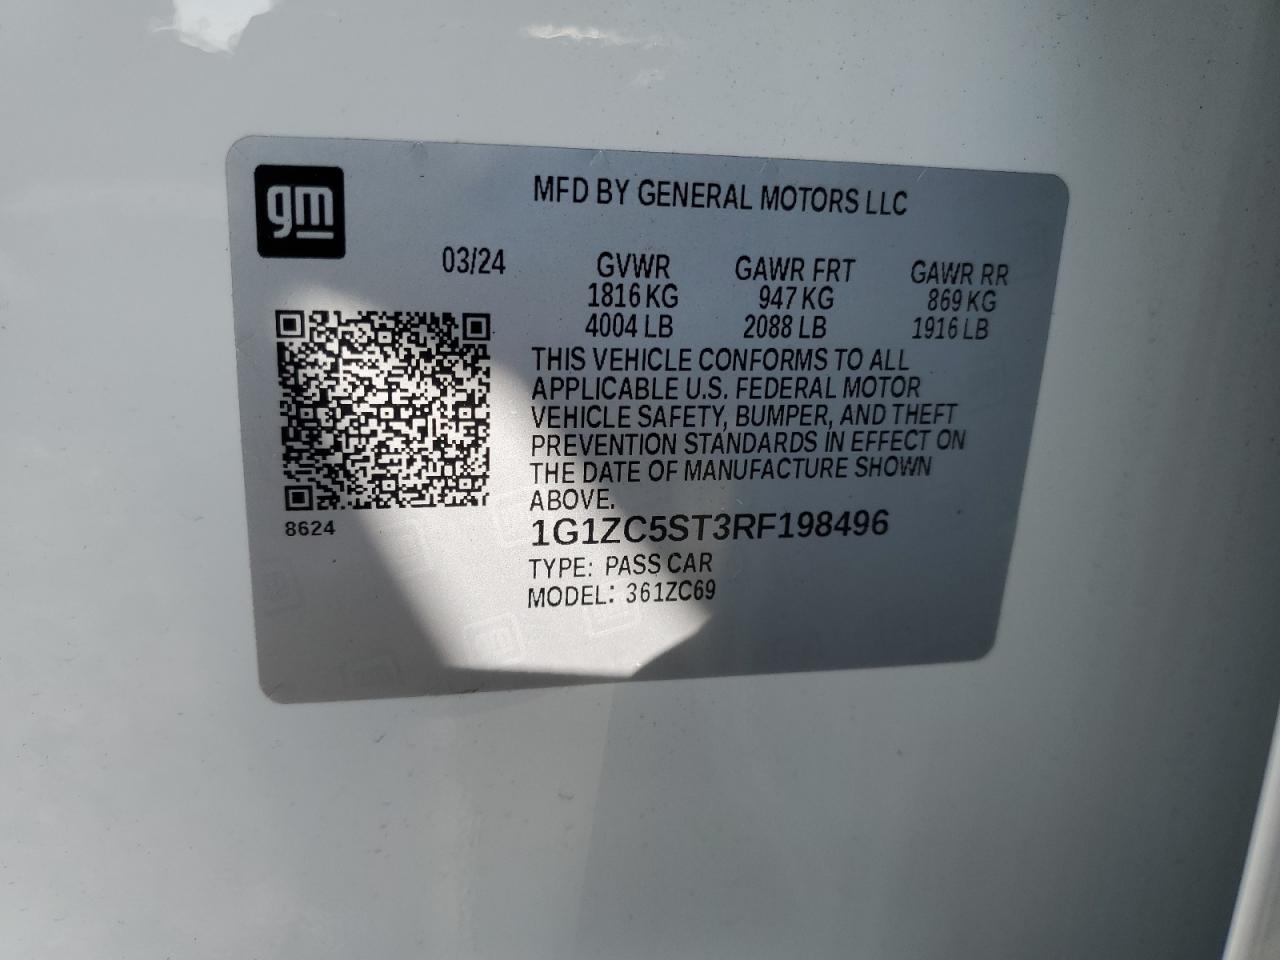 gm
MFD BY GENERAL MOTORS LLC
03/24 GVWR GAWR FRT GAWR RR
1816 KG 947 KG 869 KG
4004 LB 2088 LB 1916 LB
THIS VEHICLE CONFORMS TO ALL
APPLICABLE U.S. FEDERAL MOTOR
VEHICLE SAFETY, BUMPER, AND THEFT
PREVENTION STANDARDS IN EFFECT ON
THE DATE OF MANUFACTURE SHOWN
ABOVE.
8624
1G1ZC5ST3RF198496
TYPE: PASS CAR
MODEL: 361ZC69